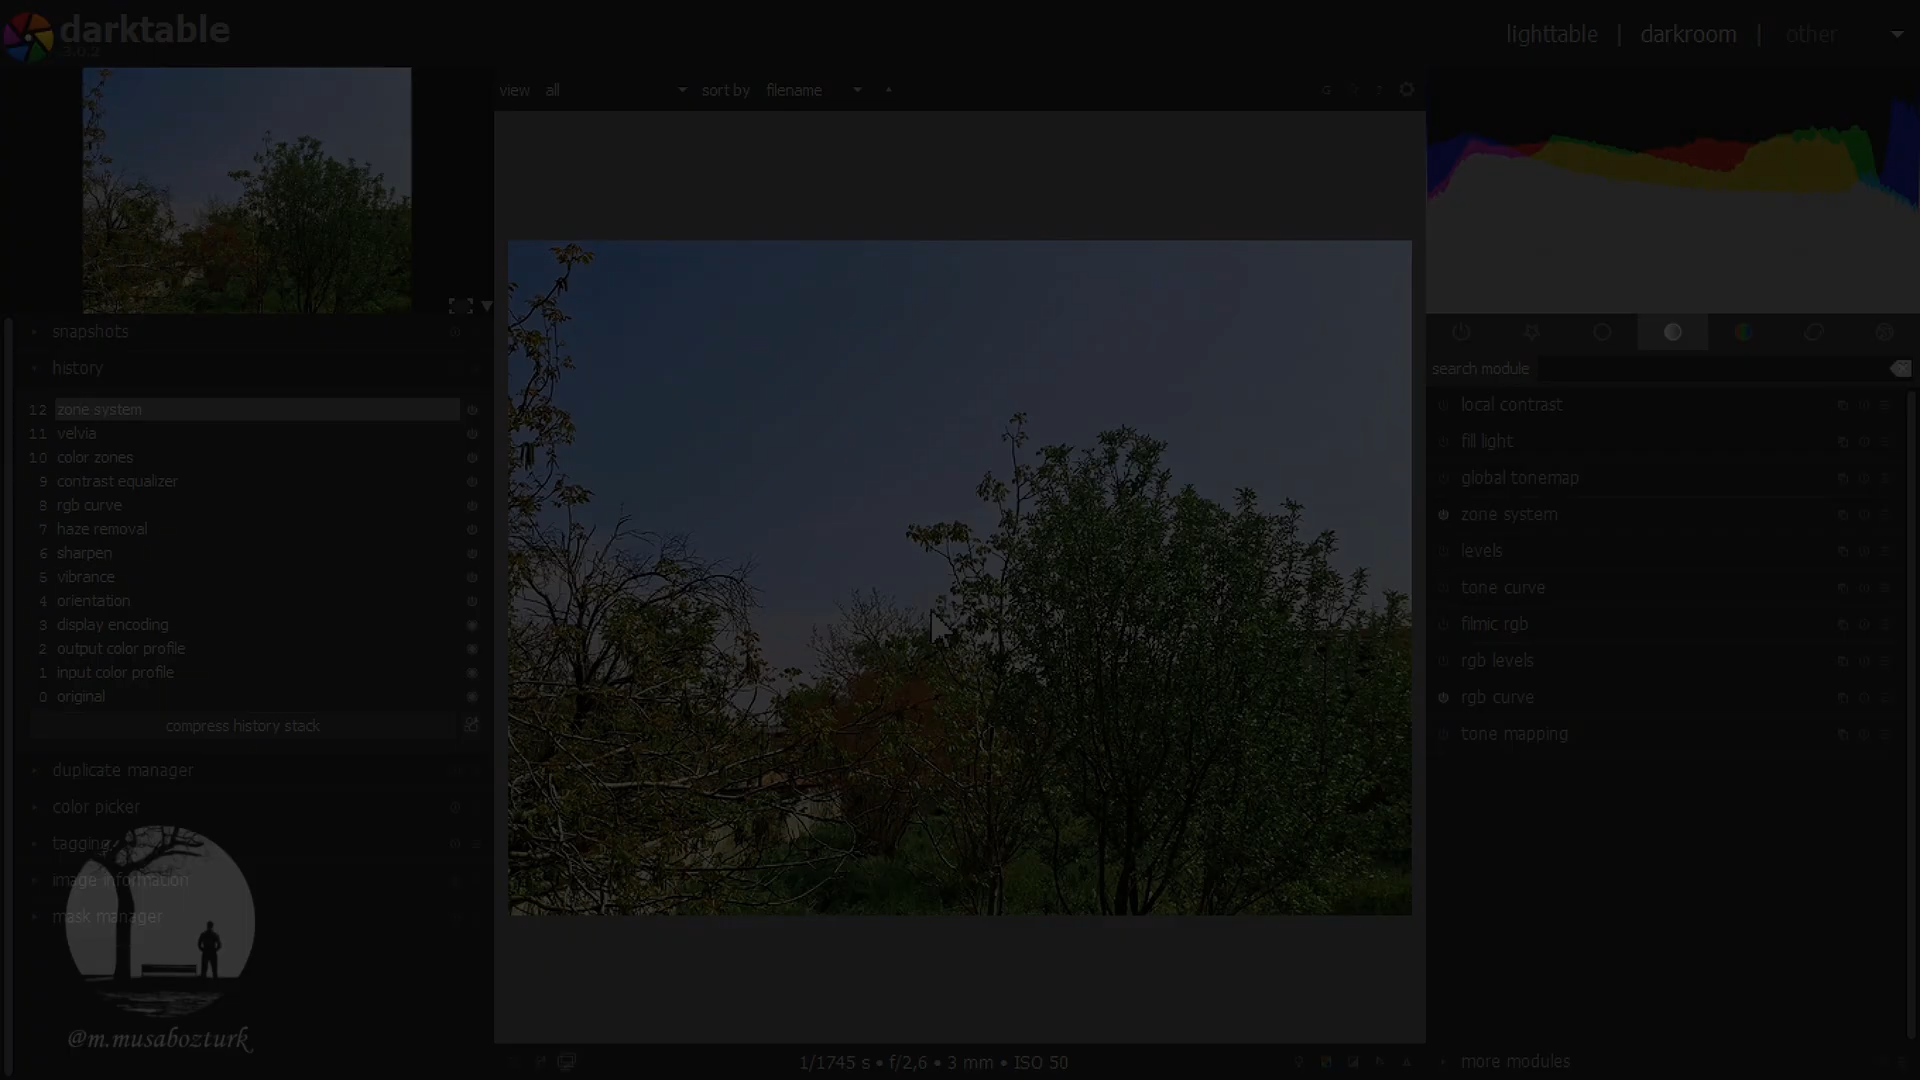 darktable
3.0.2
lighttable | darkroom | other
view all sort by filename
snapshots
history
12 zone system
11 velvia
10 color zones
9 contrast equalizer
8 rgb curve
7 haze removal
6 sharpen
5 vibrance
4 orientation
3 display encoding
2 output color profile
1 input color profile
0 original
compress history stack
duplicate manager
color picker
tagging
image information
mask manager
@m.musabozturk
1/1745 s • f/2,6 • 3 mm • ISO 50
search module
local contrast
fill light
global tonemap
zone system
levels
tone curve
filmic rgb
rgb levels
rgb curve
tone mapping
more modules